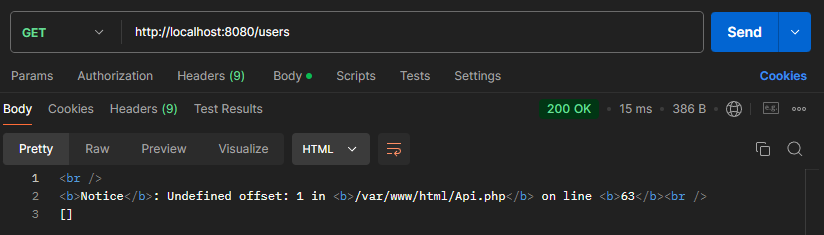 GET http://localhost:8080/users Send
Params Authorization Headers (9) Body Scripts Tests Settings Cookies
Body Cookies Headers (9) Test Results 200 OK 15 ms 386 B e.g.
Pretty Raw Preview Visualize HTML
1 <br />
2 <b>Notice</b>: Undefined offset: 1 in <b>/var/www/html/Api.php</b> on line <b>63</b><br />
3 []